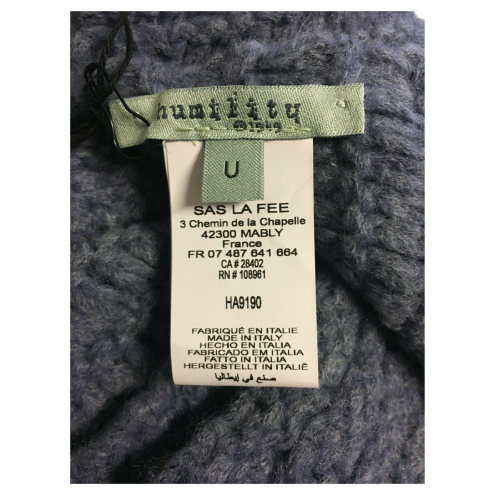 humility
U
SAS LA FEE
3 Chemin de la Chapelle
42300 MABLY
France
FR 07 487 641 664
CA # 28402
RN # 108961
HA9190
FABRIQUÉ EN ITALIE
MADE IN ITALY
HECHO EN ITALIA
FABRICADO EM ITALIA
FATTO IN ITALIA
HERGESTELLT IN ITALIË
صنع في إيطاليا